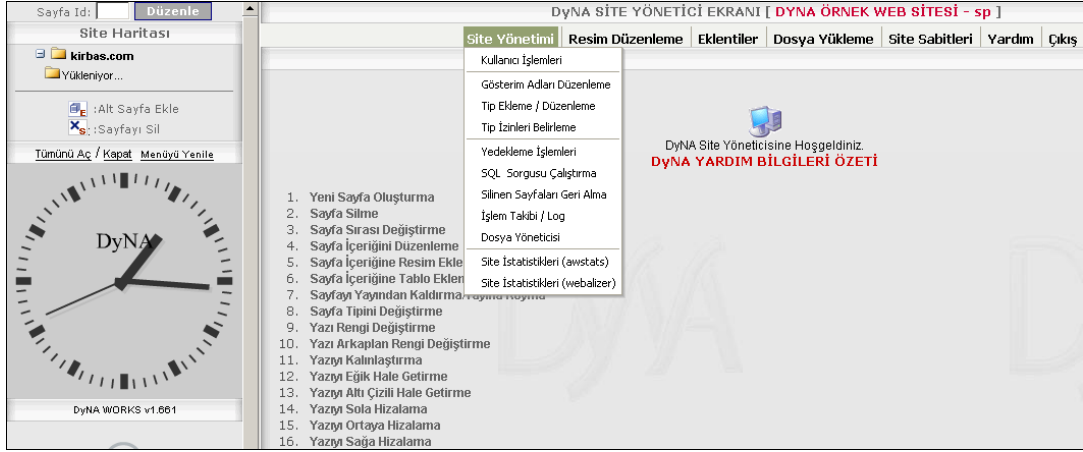 Sayfa Id: Düzenle
Site Haritası
kirbas.com
Yükleniyor...
:Alt Sayfa Ekle
:Sayfayı Sil
Tümünü Aç / Kapat Menüyü Yenile
DyNA
DyNA WORKS v1.661
DyNA SİTE YÖNETİCİ EKRANI [ DYNA ÖRNEK WEB SİTESİ - sp ]
Site Yönetimi Resim Düzenleme Eklentiler Dosya Yükleme Site Sabitleri Yardım Çıkış
Kullanıcı İşlemleri
Gösterim Adları Düzenleme
Tip Ekleme / Düzenleme
Tip İzinleri Belirleme
Yedekleme İşlemleri
SQL Sorgusu Çalıştırma
Silinen Sayfaları Geri Alma
İşlem Takibi / Log
Dosya Yöneticisi
Site İstatistikleri (awstats)
Site İstatistikleri (webalizer)
DyNA Site Yöneticisine Hoşgeldiniz.
DyNA YARDIM BİLGİLERİ ÖZETİ
1. Yeni Sayfa Oluşturma
2. Sayfa Silme
3. Sayfa Sırası Değiştirme
4. Sayfa İçeriğini Düzenleme
5. Sayfa İçeriğine Resim Ekle
6. Sayfa İçeriğine Tablo Eklen
7. Sayfayı Yayından Kaldırma/Yayına Koyma
8. Sayfa Tipini Değiştirme
9. Yazı Rengi Değiştirme
10. Yazı Arkaplan Rengi Değiştirme
11. Yazıyı Kalınlaştırma
12. Yazıyı Eğik Hale Getirme
13. Yazıyı Altı Çizili Hale Getirme
14. Yazıyı Sola Hizalama
15. Yazıyı Ortaya Hizalama
16. Yazıyı Sağa Hizalama